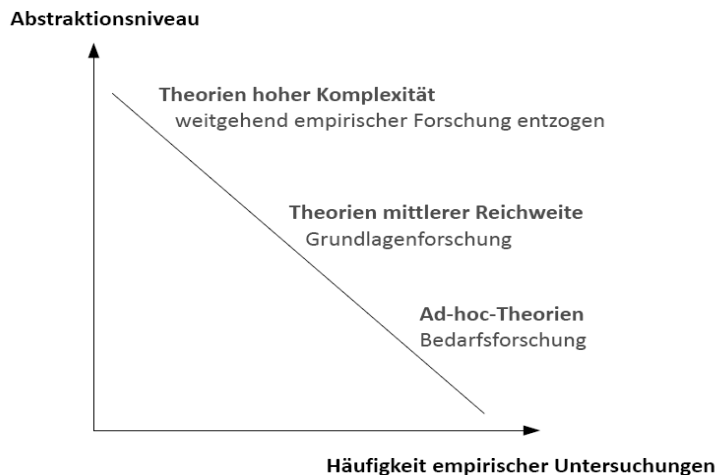 Abstraktionsniveau
Theorien hoher Komplexität
weitgehend empirischer Forschung entzogen
Theorien mittlerer Reichweite
Grundlagenforschung
Ad-hoc-Theorien
Bedarfsforschung
Häufigkeit empirischer Untersuchungen